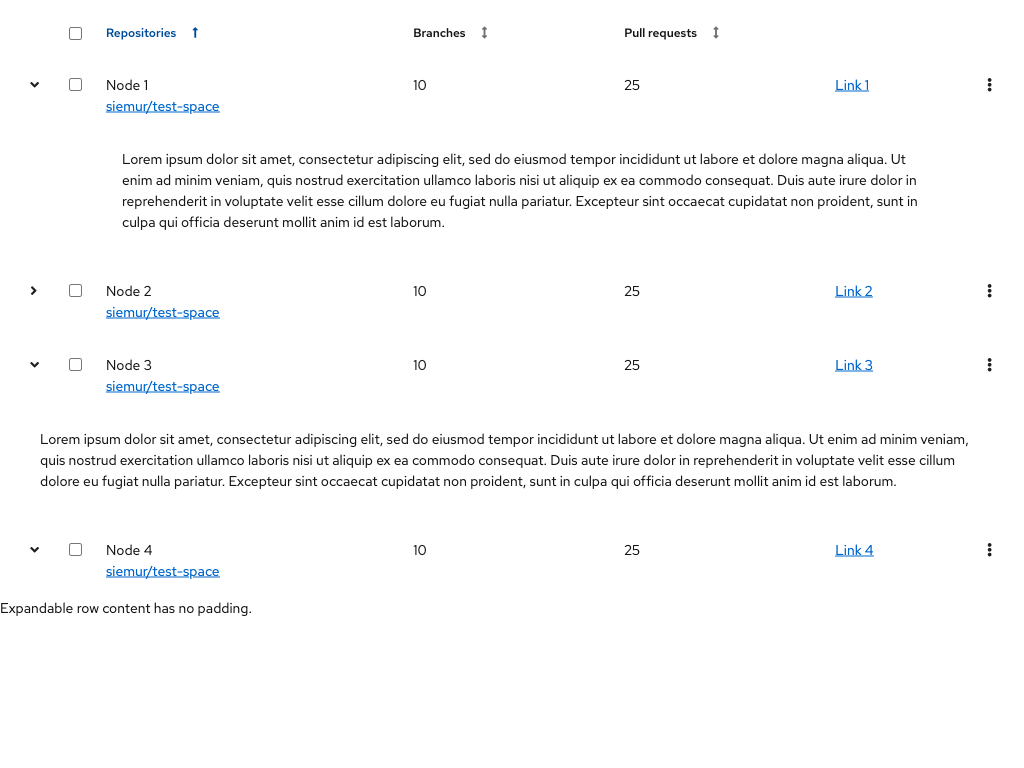 Repositories Branches Pull requests
Node 1 10 25 Link 1
siemur/test-space
Lorem ipsum dolor sit amet, consectetur adipiscing elit, sed do eiusmod tempor incididunt ut labore et dolore magna aliqua. Ut
enim ad minim veniam, quis nostrud exercitation ullamco laboris nisi ut aliquip ex ea commodo consequat. Duis aute irure dolor in
reprehenderit in voluptate velit esse cillum dolore eu fugiat nulla pariatur. Excepteur sint occaecat cupidatat non proident, sunt in
culpa qui officia deserunt mollit anim id est laborum.
Node 2 10 25 Link 2
siemur/test-space
Node 3 10 25 Link 3
siemur/test-space
Lorem ipsum dolor sit amet, consectetur adipiscing elit, sed do eiusmod tempor incididunt ut labore et dolore magna aliqua. Ut enim ad minim veniam,
quis nostrud exercitation ullamco laboris nisi ut aliquip ex ea commodo consequat. Duis aute irure dolor in reprehenderit in voluptate velit esse cillum
dolore eu fugiat nulla pariatur. Excepteur sint occaecat cupidatat non proident, sunt in culpa qui officia deserunt mollit anim id est laborum.
Node 4 10 25 Link 4
siemur/test-space
Expandable row content has no padding.